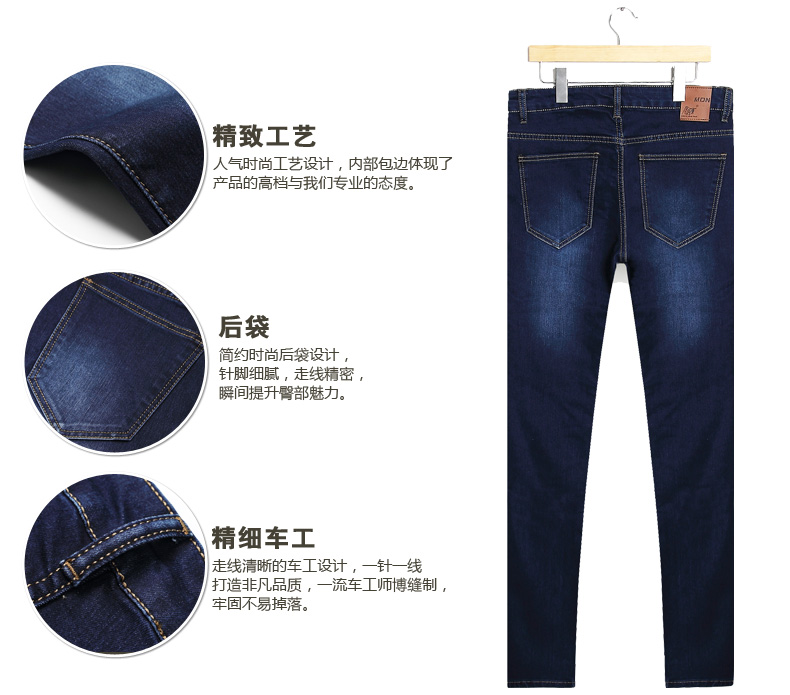 精致工艺
人气时尚工艺设计，内部包边体现了
产品的高档与我们专业的态度。
后袋
简约时尚后袋设计，
针脚细腻，走线精密，
瞬间提升臀部魅力。
精细车工
走线清晰的车工设计，一针一线
打造非凡品质，一流车工师博缝制，
牢固不易掉落。
MON